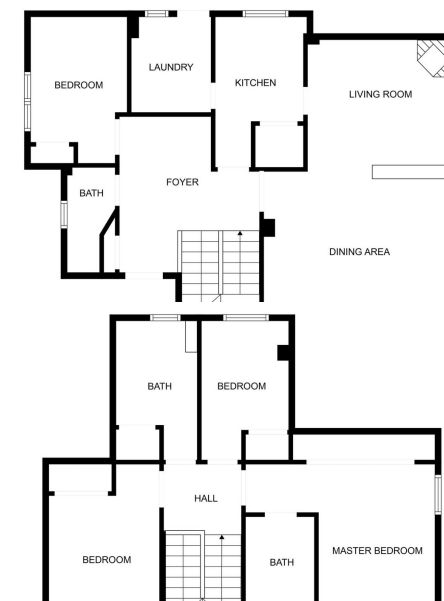 LAUNDRY
BEDROOM
KITCHEN
LIVING ROOM
FOYER
BATH
DINING AREA
BATH
BEDROOM
HALL
BEDROOM
BATH
MASTER BEDROOM